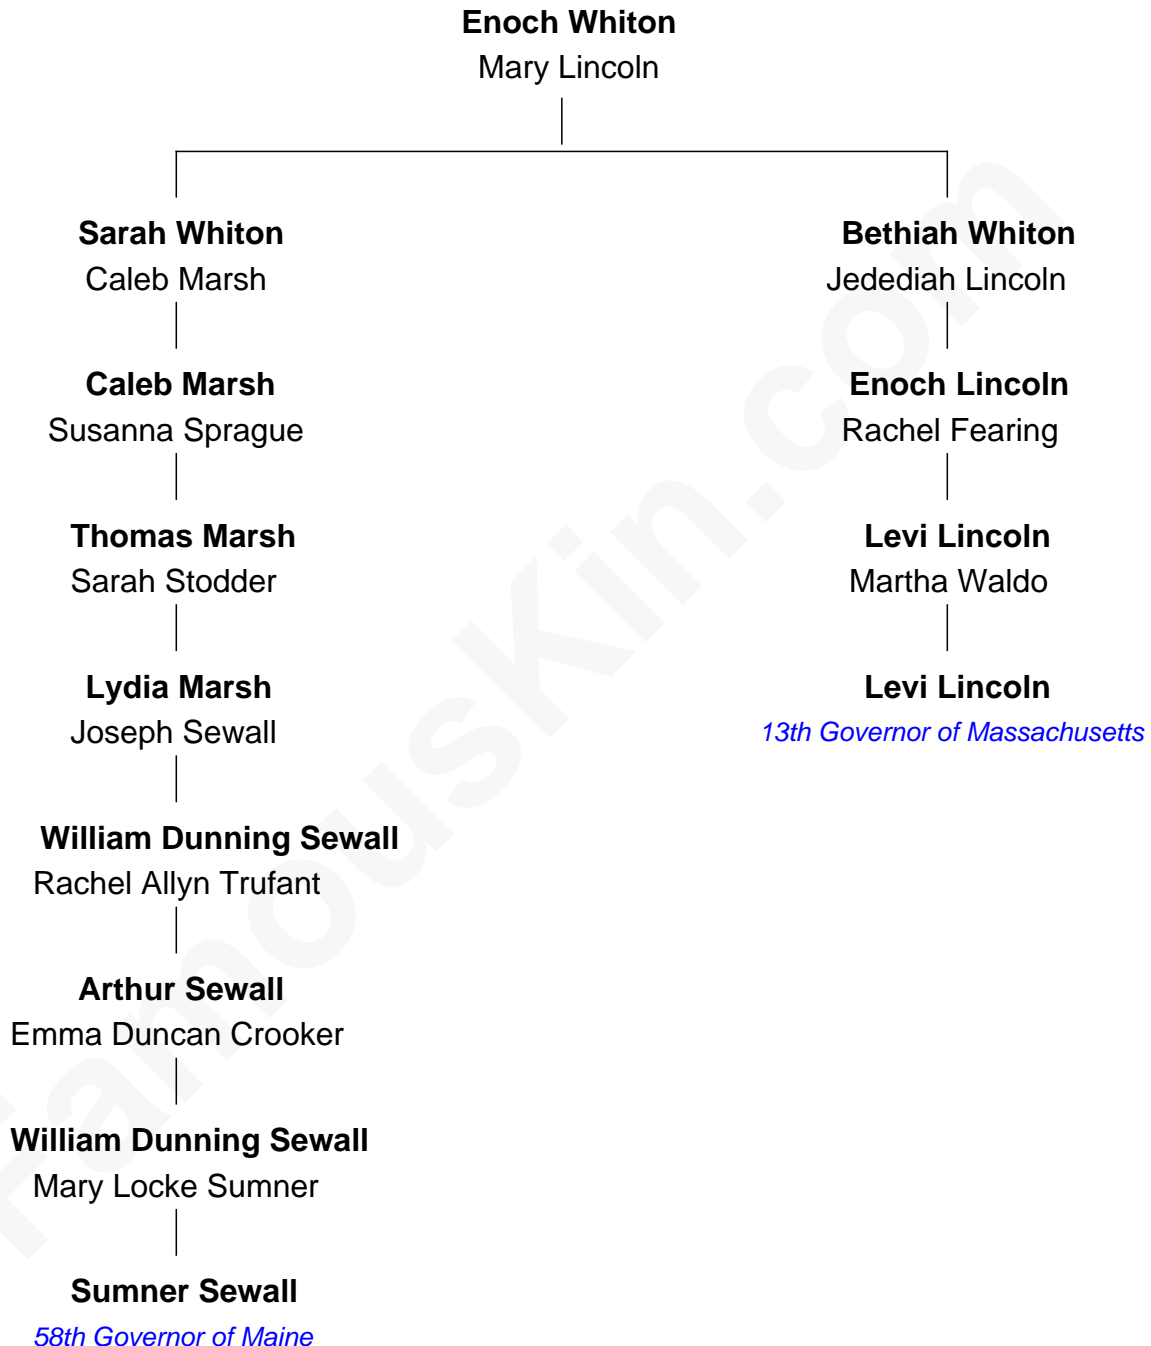 Enoch Whiton
Mary Lincoln
Sarah Whiton
Caleb Marsh
Bethiah Whiton
Jedediah Lincoln
Caleb Marsh
Susanna Sprague
Enoch Lincoln
Rachel Fearing
Thomas Marsh
Sarah Stodder
Levi Lincoln
Martha Waldo
Lydia Marsh
Joseph Sewall
Levi Lincoln
13th Governor of Massachusetts
William Dunning Sewall
Rachel Allyn Trufant
Arthur Sewall
Emma Duncan Crooker
William Dunning Sewall
Mary Locke Sumner
Sumner Sewall
58th Governor of Maine
FamousKin.com